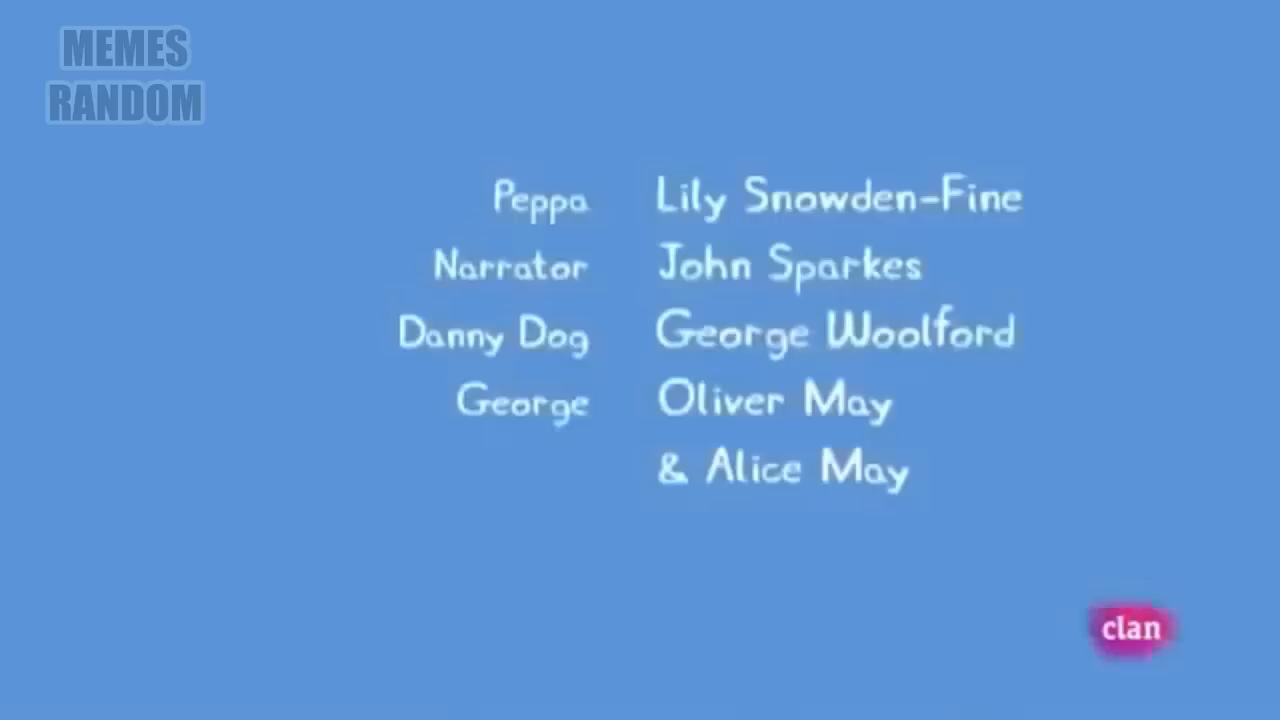 MEMES
RANDOM
Peppa Lily Snowden-Fine
Narrator John Sparkes
Danny Dog George Woolford
George Oliver May
& Alice May
clan